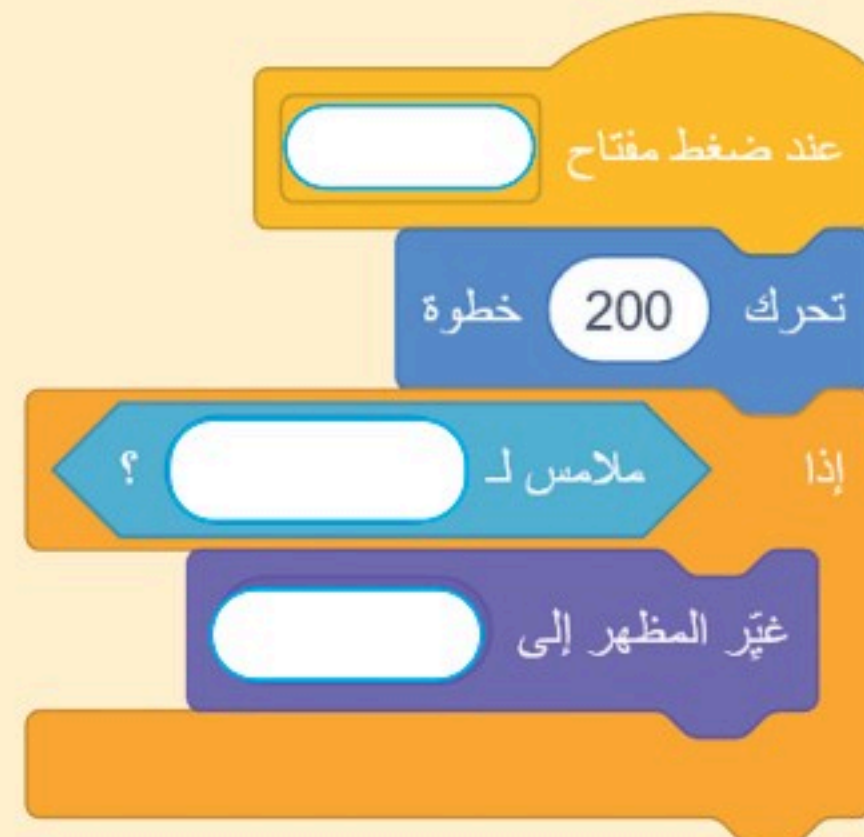 عند ضغط مفتاح
تحرك 200 خطوة
إذا ملامس لـ ؟
غيِّر المظهر إلى